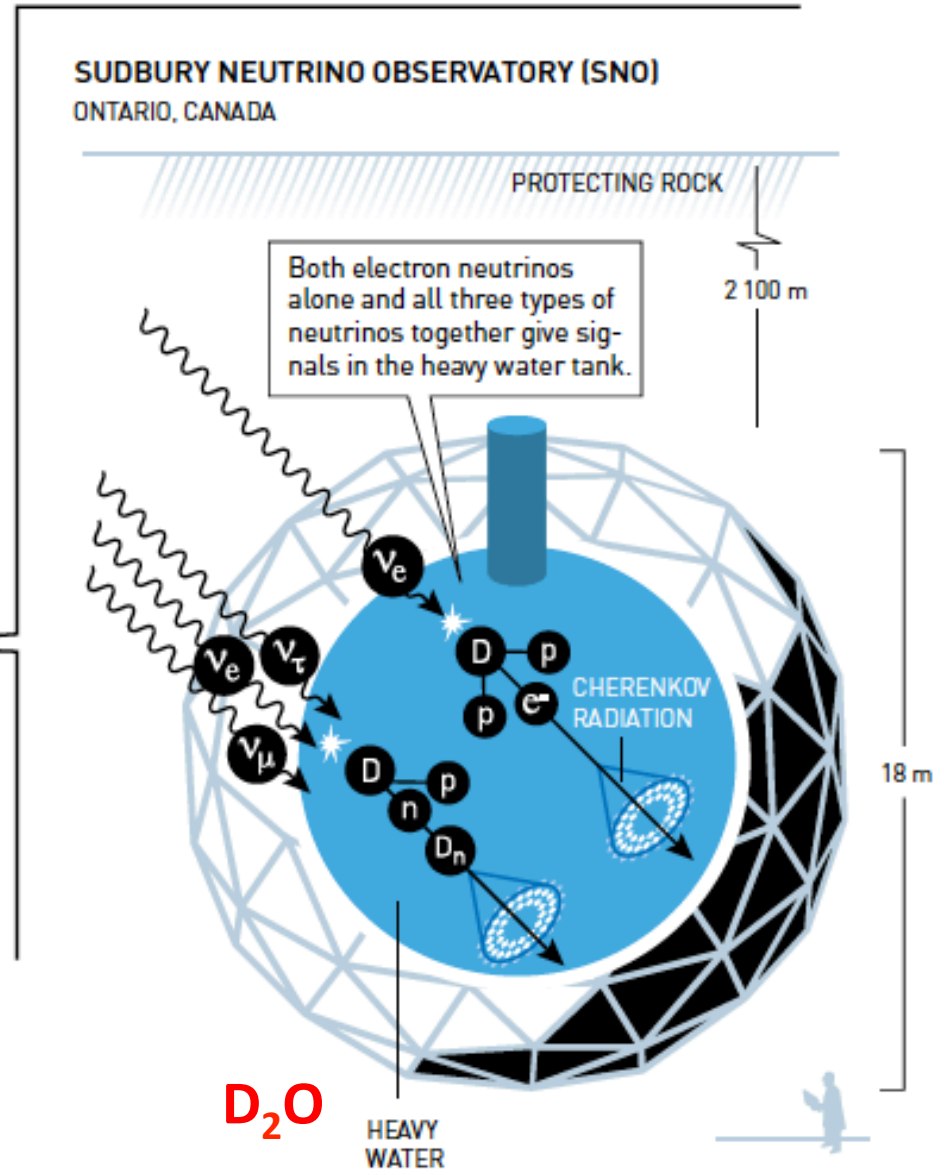 SUDBURY NEUTRINO OBSERVATORY (SNO)
ONTARIO, CANADA
PROTECTING ROCK
Both electron neutrinos
alone and all three types of
neutrinos together give sig-
nals in the heavy water tank.
2 100 m
νe
D
p
p
e-
CHERENKOV
RADIATION
νe
ντ
νμ
D
p
n
Dn
18 m
D₂O
HEAVY
WATER